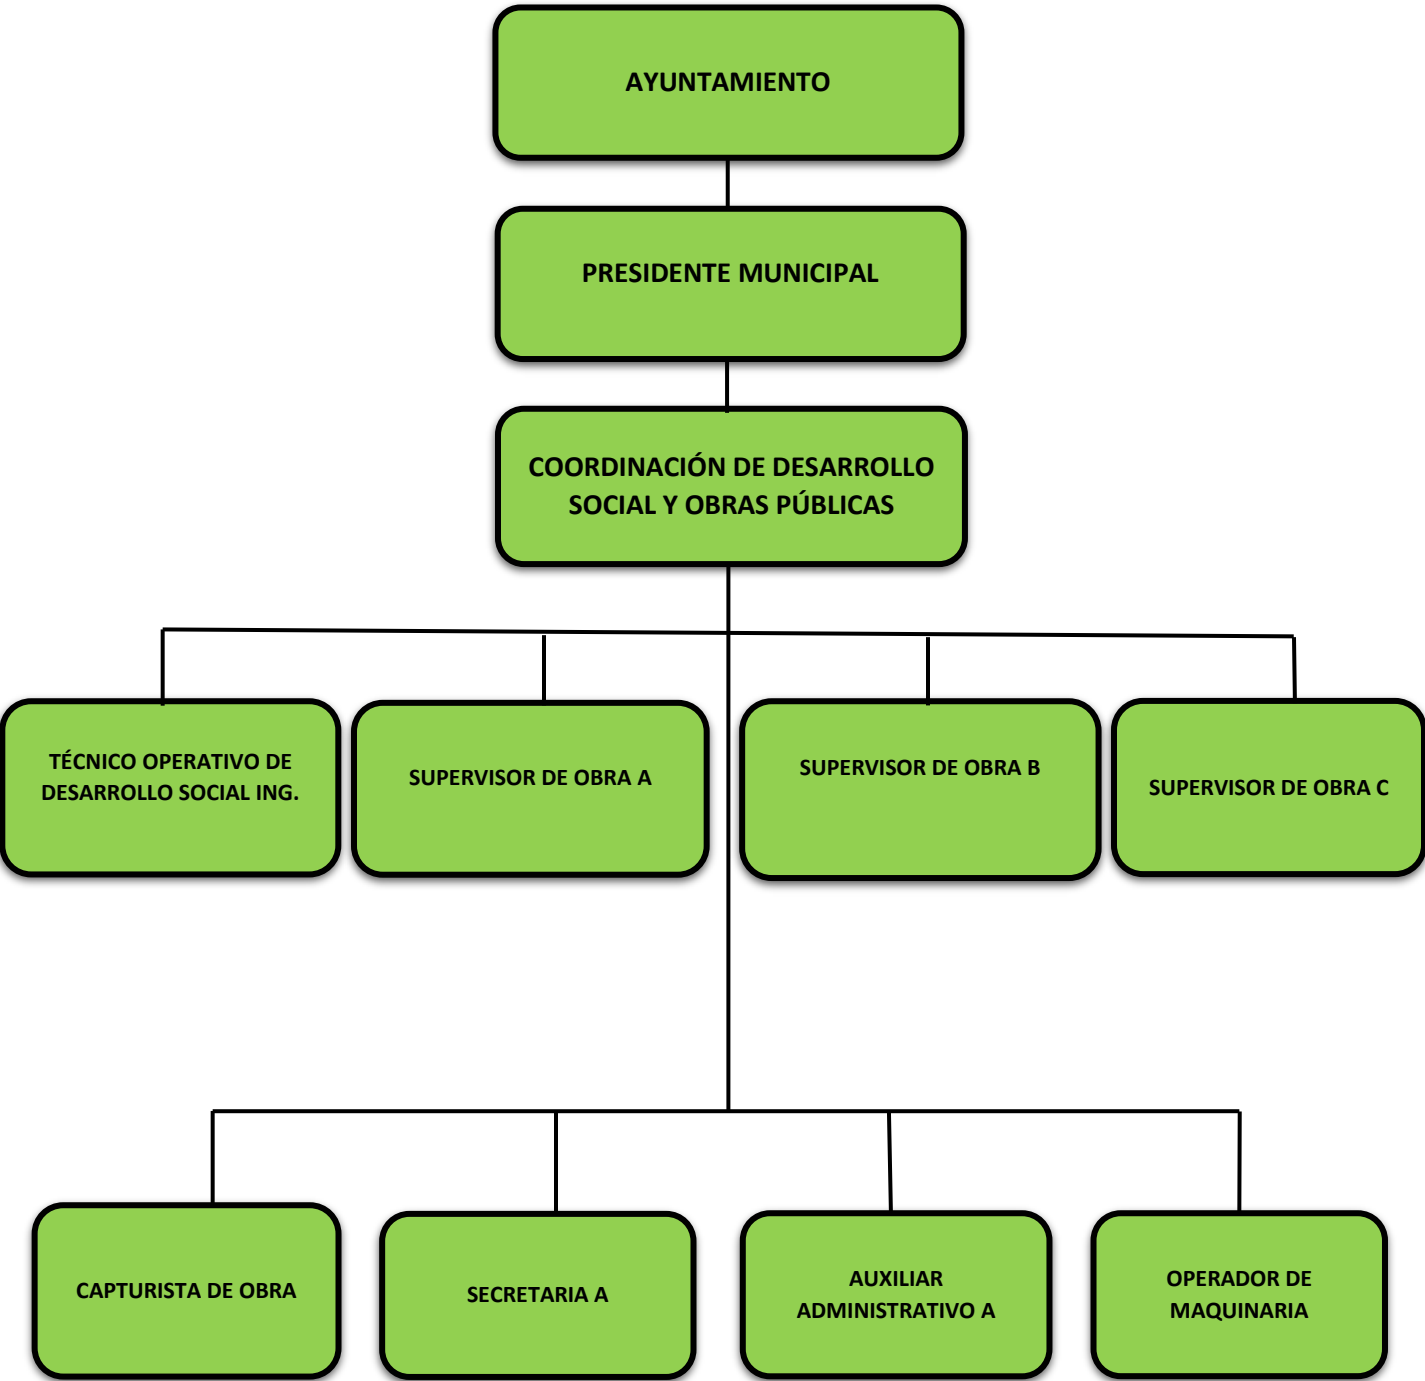 AYUNTAMIENTO
PRESIDENTE MUNICIPAL
COORDINACIÓN DE DESARROLLO
SOCIAL Y OBRAS PÚBLICAS
TÉCNICO OPERATIVO DE
DESARROLLO SOCIAL ING.
SUPERVISOR DE OBRA A
SUPERVISOR DE OBRA B
SUPERVISOR DE OBRA C
CAPTURISTA DE OBRA
SECRETARIA A
AUXILIAR
ADMINISTRATIVO A
OPERADOR DE
MAQUINARIA